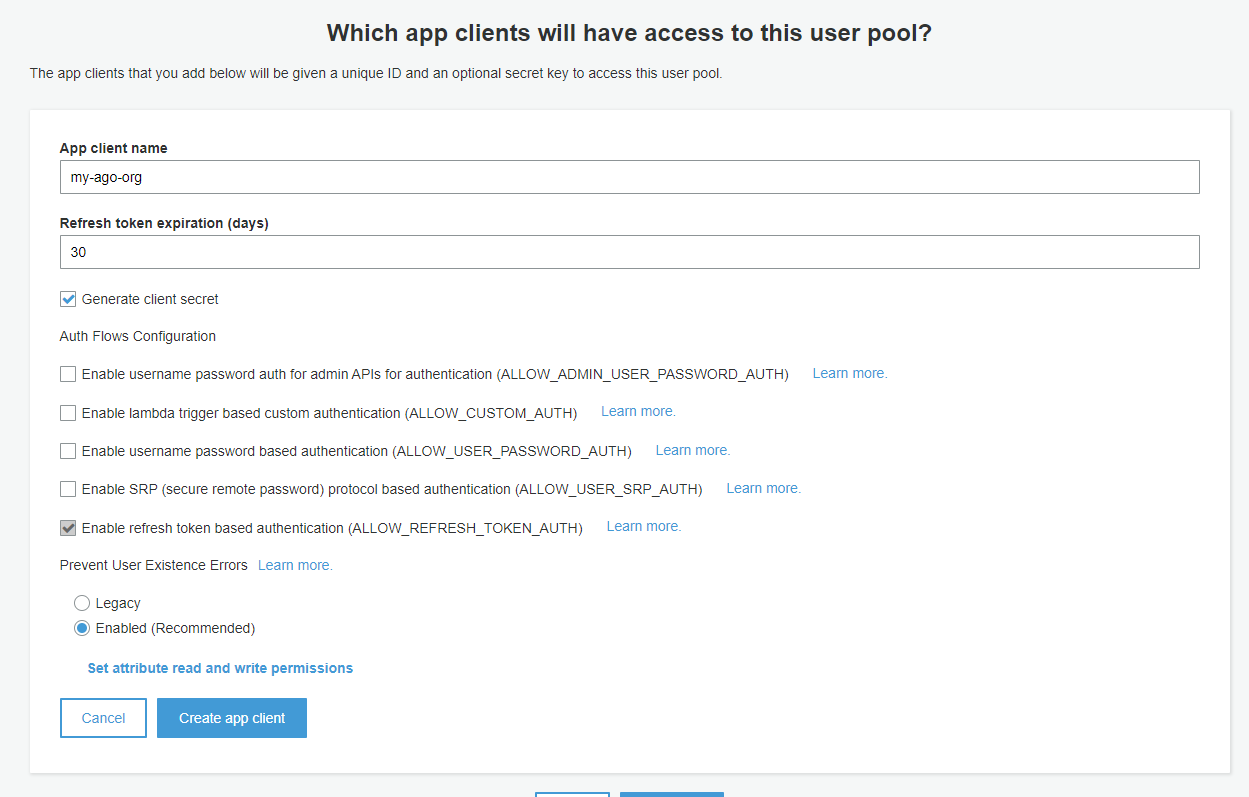 Which app clients will have access to this user pool?
The app clients that you add below will be given a unique ID and an optional secret key to access this user pool.
App client name
my-ago-org
Refresh token expiration (days)
30
Generate client secret
Auth Flows Configuration
Enable username password auth for admin APIs for authentication (ALLOW_ADMIN_USER_PASSWORD_AUTH) Learn more.
Enable lambda trigger based custom authentication (ALLOW_CUSTOM_AUTH) Learn more.
Enable username password based authentication (ALLOW_USER_PASSWORD_AUTH) Learn more.
Enable SRP (secure remote password) protocol based authentication (ALLOW_USER_SRP_AUTH) Learn more.
Enable refresh token based authentication (ALLOW_REFRESH_TOKEN_AUTH) Learn more.
Prevent User Existence Errors Learn more.
Legacy
Enabled (Recommended)
Set attribute read and write permissions
Cancel Create app client